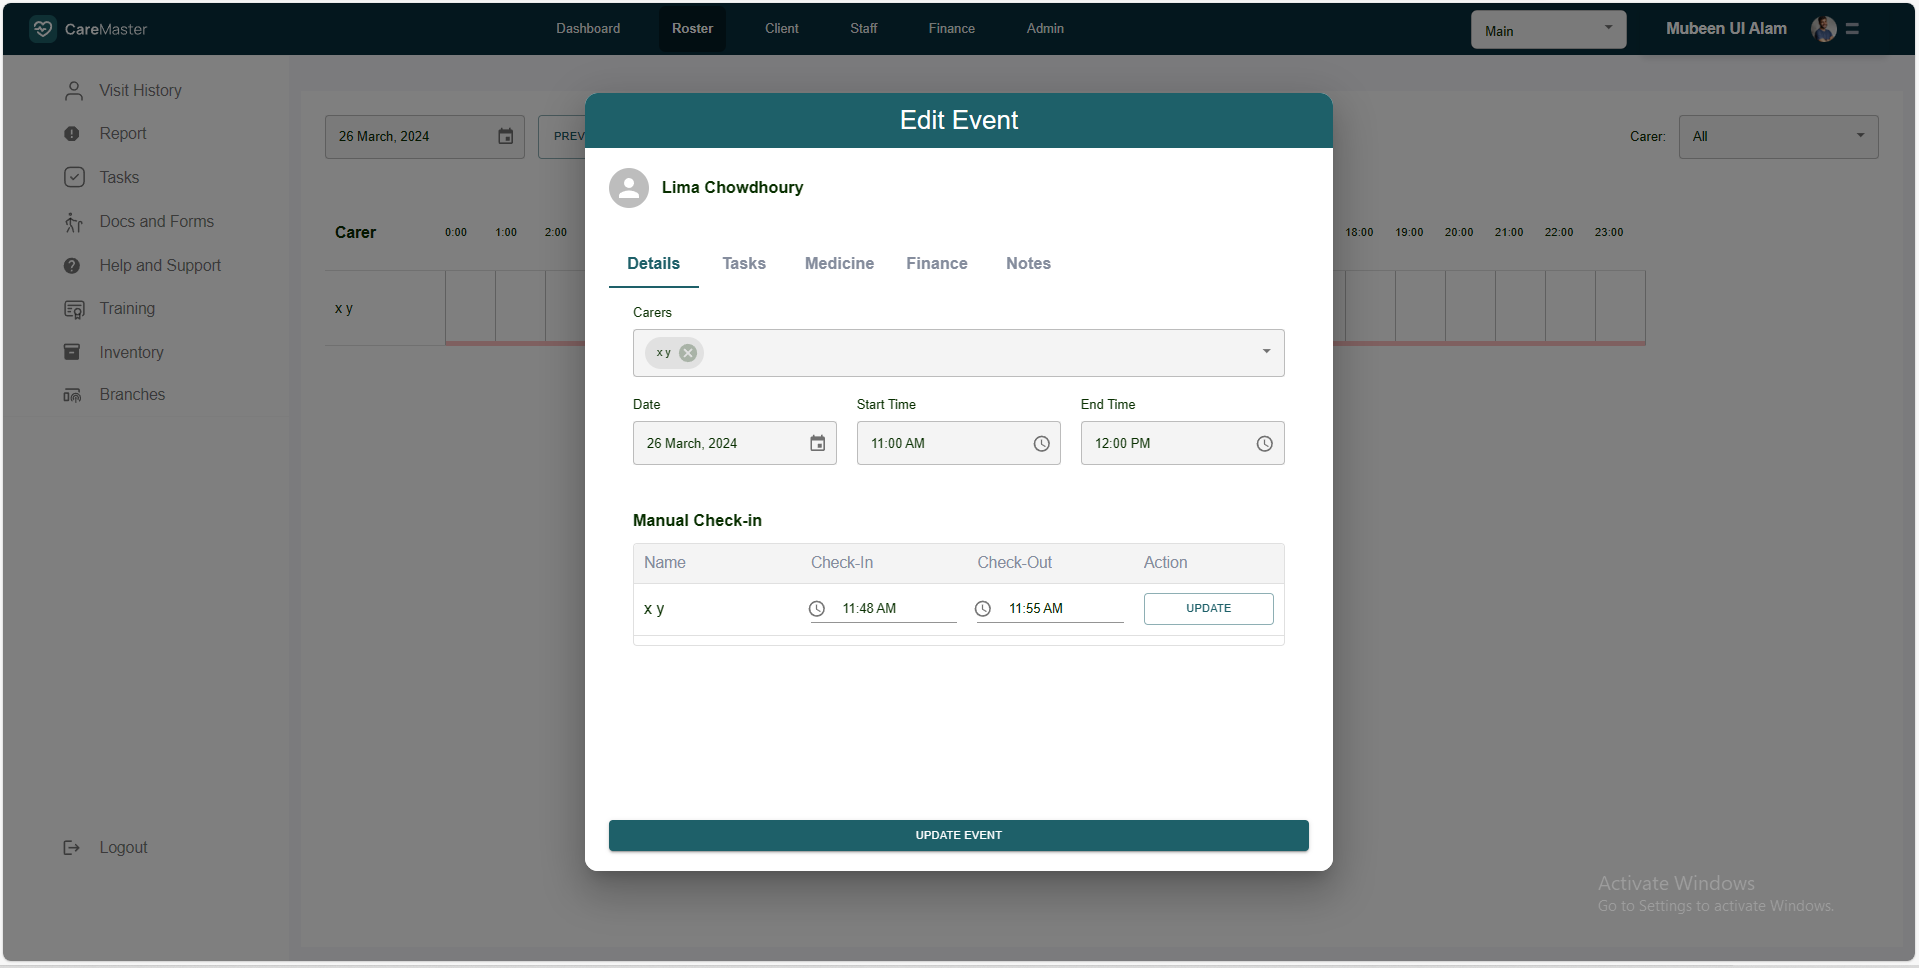 CareMaster
Dashboard
Roster
Client
Staff
Finance
Admin
Main
Mubeen Ul Alam
Visit History
Report
Tasks
Docs and Forms
Help and Support
Training
Inventory
Branches
Logout
26 March, 2024
PREV
Carer:
All
Carer
0:00 1:00 2:00
18:00 19:00 20:00 21:00 22:00 23:00
x y
Edit Event
Lima Chowdhoury
Details Tasks Medicine Finance Notes
Carers
x y
Date Start Time End Time
26 March, 2024 11:00 AM 12:00 PM
Manual Check-in
Name Check-In Check-Out Action
x y 11:48 AM 11:55 AM UPDATE
UPDATE EVENT
Activate Windows
Go to Settings to activate Windows.